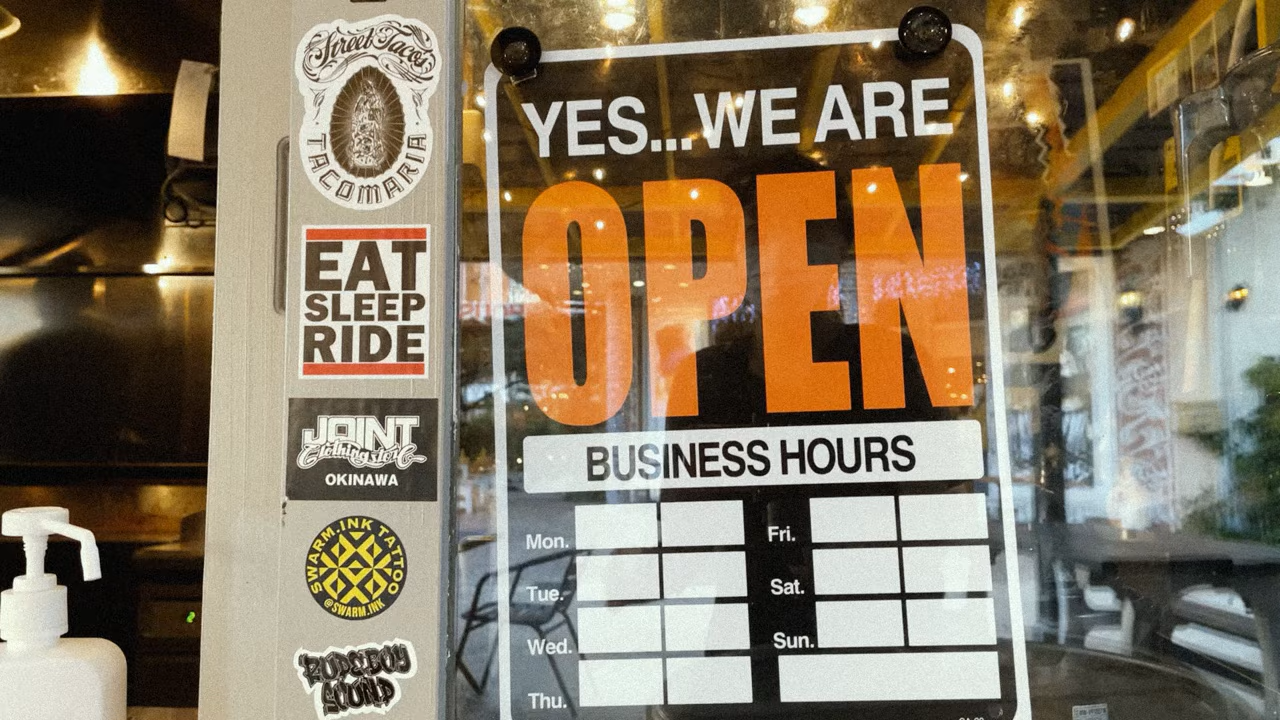 Street Tacos
TACOMARIA
EAT
SLEEP
RIDE
JOINT
Clothing store
OKINAWA
SWARM.INK TATTOO
@SWARM.INK
RUDEBOY
SOUND
YES...WE ARE
OPEN
BUSINESS HOURS
Mon.
Tue.
Wed.
Thu.
Fri.
Sat.
Sun.